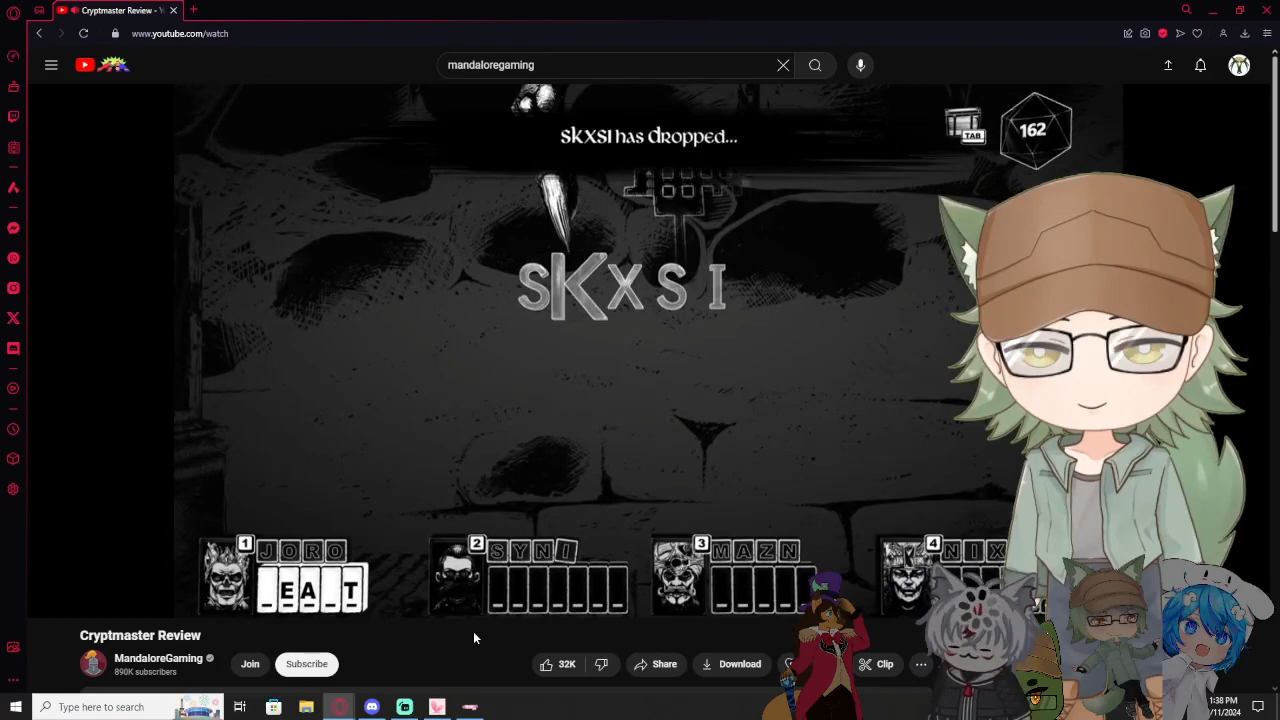 Cryptmaster Review - Y
www.youtube.com/watch
mandaloregaming
SKXSI has dropped...
TAB
162
SKXSI
1 JORO
_EA_T
2 SYNI
3 MAZN
4 NIX
Cryptmaster Review
MandaloreGaming
890K subscribers
Join
Subscribe
32K
Share
Download
Clip
Type here to search
1:38 PM
/11/2024